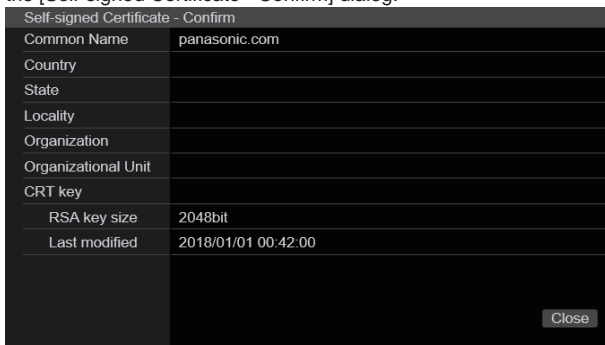 the [Self-signed Certificate - Confirm] dialog.
Self-signed Certificate - Confirm
Common Name panasonic.com
Country
State
Locality
Organization
Organizational Unit
CRT key
RSA key size 2048bit
Last modified 2018/01/01 00:42:00
Close